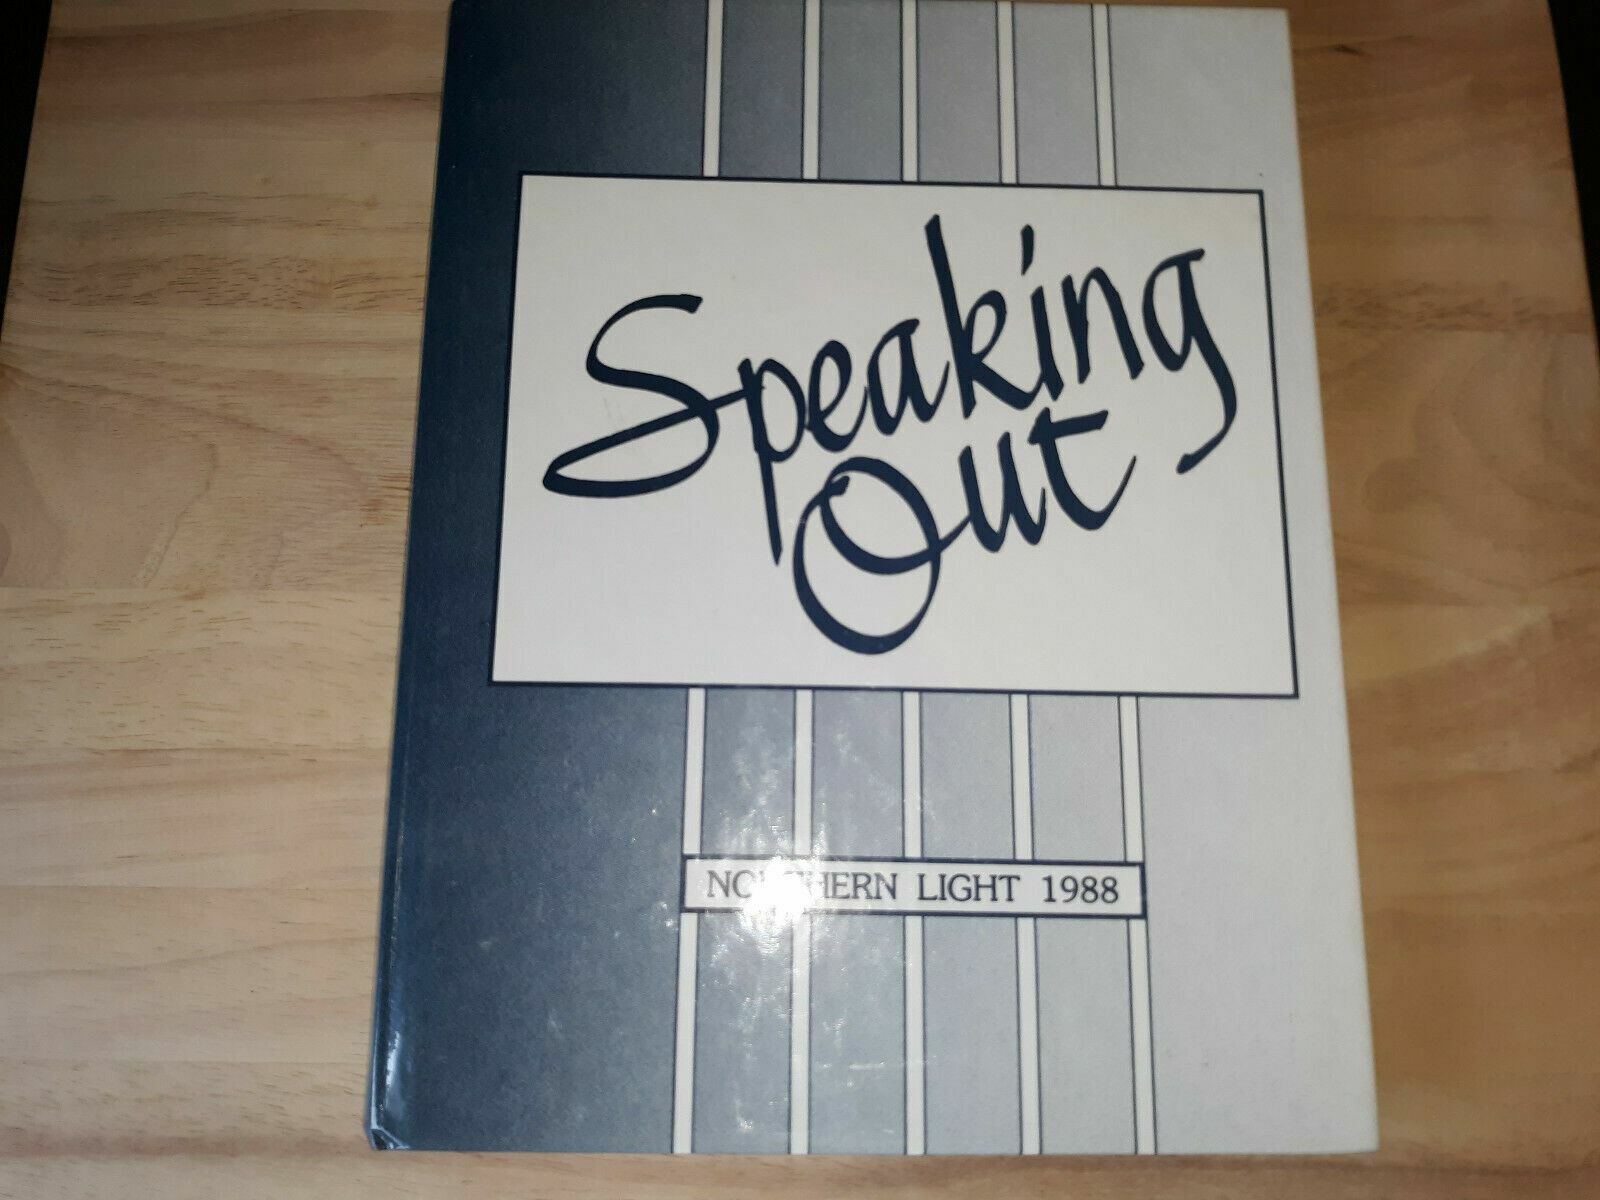 Speaking
Out
NORTHERN LIGHT 1988